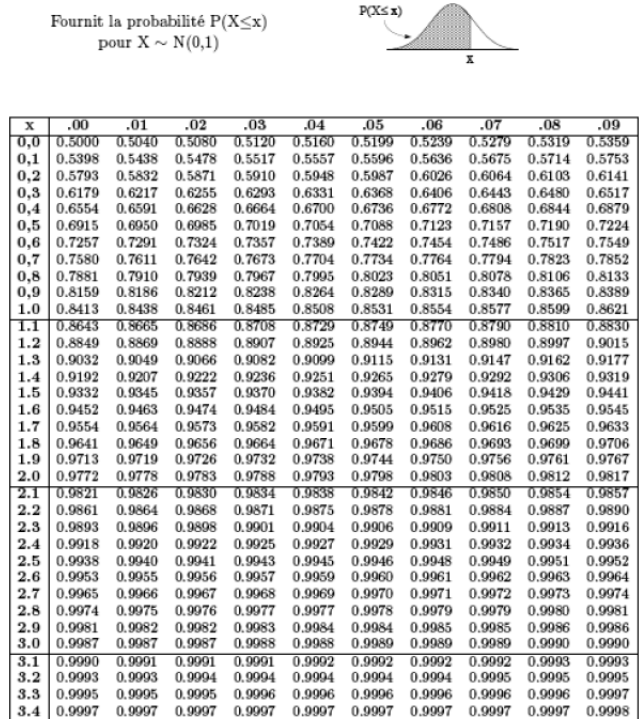 Fournit la probabilité P(X≤x)
pour X ∼ N(0,1)
P(X≤x)
x
x .00 .01 .02 .03 .04 .05 .06 .07 .08 .09
0,0 0.5000 0.5040 0.5080 0.5120 0.5160 0.5199 0.5239 0.5279 0.5319 0.5359
0,1 0.5398 0.5438 0.5478 0.5517 0.5557 0.5596 0.5636 0.5675 0.5714 0.5753
0,2 0.5793 0.5832 0.5871 0.5910 0.5948 0.5987 0.6026 0.6064 0.6103 0.6141
0,3 0.6179 0.6217 0.6255 0.6293 0.6331 0.6368 0.6406 0.6443 0.6480 0.6517
0,4 0.6554 0.6591 0.6628 0.6664 0.6700 0.6736 0.6772 0.6808 0.6844 0.6879
0,5 0.6915 0.6950 0.6985 0.7019 0.7054 0.7088 0.7123 0.7157 0.7190 0.7224
0,6 0.7257 0.7291 0.7324 0.7357 0.7389 0.7422 0.7454 0.7486 0.7517 0.7549
0,7 0.7580 0.7611 0.7642 0.7673 0.7704 0.7734 0.7764 0.7794 0.7823 0.7852
0,8 0.7881 0.7910 0.7939 0.7967 0.7995 0.8023 0.8051 0.8078 0.8106 0.8133
0,9 0.8159 0.8186 0.8212 0.8238 0.8264 0.8289 0.8315 0.8340 0.8365 0.8389
1.0 0.8413 0.8438 0.8461 0.8485 0.8508 0.8531 0.8554 0.8577 0.8599 0.8621
1.1 0.8643 0.8665 0.8686 0.8708 0.8729 0.8749 0.8770 0.8790 0.8810 0.8830
1.2 0.8849 0.8869 0.8888 0.8907 0.8925 0.8944 0.8962 0.8980 0.8997 0.9015
1.3 0.9032 0.9049 0.9066 0.9082 0.9099 0.9115 0.9131 0.9147 0.9162 0.9177
1.4 0.9192 0.9207 0.9222 0.9236 0.9251 0.9265 0.9279 0.9292 0.9306 0.9319
1.5 0.9332 0.9345 0.9357 0.9370 0.9382 0.9394 0.9406 0.9418 0.9429 0.9441
1.6 0.9452 0.9463 0.9474 0.9484 0.9495 0.9505 0.9515 0.9525 0.9535 0.9545
1.7 0.9554 0.9564 0.9573 0.9582 0.9591 0.9599 0.9608 0.9616 0.9625 0.9633
1.8 0.9641 0.9649 0.9656 0.9664 0.9671 0.9678 0.9686 0.9693 0.9699 0.9706
1.9 0.9713 0.9719 0.9726 0.9732 0.9738 0.9744 0.9750 0.9756 0.9761 0.9767
2.0 0.9772 0.9778 0.9783 0.9788 0.9793 0.9798 0.9803 0.9808 0.9812 0.9817
2.1 0.9821 0.9826 0.9830 0.9834 0.9838 0.9842 0.9846 0.9850 0.9854 0.9857
2.2 0.9861 0.9864 0.9868 0.9871 0.9875 0.9878 0.9881 0.9884 0.9887 0.9890
2.3 0.9893 0.9896 0.9898 0.9901 0.9904 0.9906 0.9909 0.9911 0.9913 0.9916
2.4 0.9918 0.9920 0.9922 0.9925 0.9927 0.9929 0.9931 0.9932 0.9934 0.9936
2.5 0.9938 0.9940 0.9941 0.9943 0.9945 0.9946 0.9948 0.9949 0.9951 0.9952
2.6 0.9953 0.9955 0.9956 0.9957 0.9959 0.9960 0.9961 0.9962 0.9963 0.9964
2.7 0.9965 0.9966 0.9967 0.9968 0.9969 0.9970 0.9971 0.9972 0.9973 0.9974
2.8 0.9974 0.9975 0.9976 0.9977 0.9977 0.9978 0.9979 0.9979 0.9980 0.9981
2.9 0.9981 0.9982 0.9982 0.9983 0.9984 0.9984 0.9985 0.9985 0.9986 0.9986
3.0 0.9987 0.9987 0.9987 0.9988 0.9988 0.9989 0.9989 0.9989 0.9990 0.9990
3.1 0.9990 0.9991 0.9991 0.9991 0.9992 0.9992 0.9992 0.9992 0.9993 0.9993
3.2 0.9993 0.9993 0.9994 0.9994 0.9994 0.9994 0.9994 0.9995 0.9995 0.9995
3.3 0.9995 0.9995 0.9995 0.9996 0.9996 0.9996 0.9996 0.9996 0.9996 0.9997
3.4 0.9997 0.9997 0.9997 0.9997 0.9997 0.9997 0.9997 0.9997 0.9997 0.9998